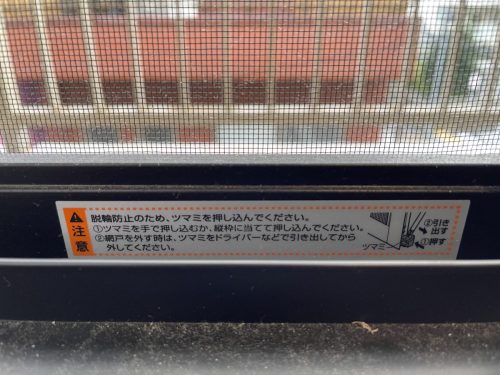 注意
脱輪防止のため、ツマミを押し込んでください。
①ツマミを手で押し込むか、縦枠に当てて押し込んでください。
②網戸を外す時は、ツマミをドライバーなどで引き出してから
外してください。
ツマミ
②引き
出す
①押す